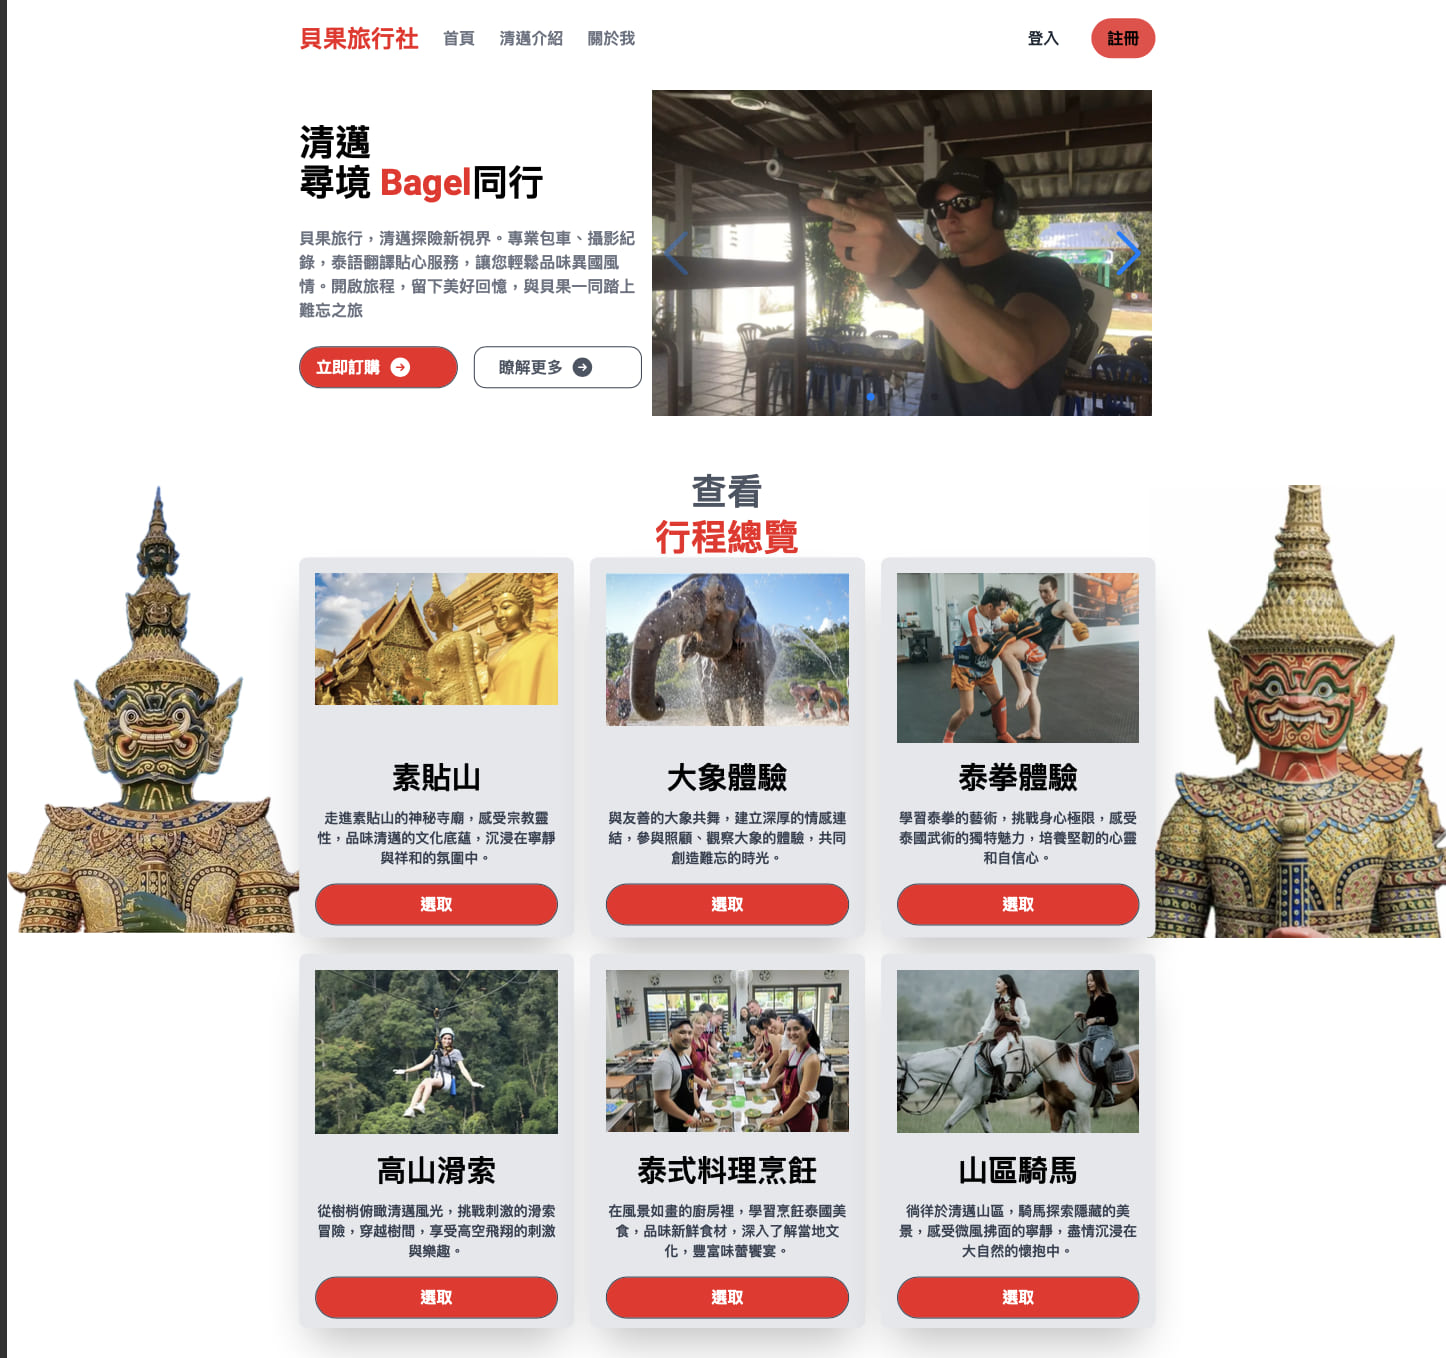 貝果旅行社 首頁 清邁介紹 關於我 登入 註冊
清邁
尋境 Bagel同行
貝果旅行，清邁探險新視界。專業包車、攝影紀
錄，泰語翻譯貼心服務，讓您輕鬆品味異國風
情。開啟旅程，留下美好回憶，與貝果一同踏上
難忘之旅
立即訂購 瞭解更多
查看
行程總覽
素貼山
走進素貼山的神秘寺廟，感受宗教靈
性，品味清邁的文化底蘊，沉浸在寧靜
與祥和的氛圍中。
選取
大象體驗
與友善的大象共舞，建立深厚的情感連
結，參與照顧、觀察大象的體驗，共同
創造難忘的時光。
選取
泰拳體驗
學習泰拳的藝術，挑戰身心極限，感受
泰國武術的獨特魅力，培養堅韌的心靈
和自信心。
選取
高山滑索
從樹梢俯瞰清邁風光，挑戰刺激的滑索
冒險，穿越樹間，享受高空飛翔的刺激
與樂趣。
選取
泰式料理烹飪
在風景如畫的廚房裡，學習烹飪泰國美
食，品味新鮮食材，深入了解當地文
化，豐富味蕾饗宴。
選取
山區騎馬
徜徉於清邁山區，騎馬探索隱藏的美
景，感受微風拂面的寧靜，盡情沉浸在
大自然的懷抱中。
選取